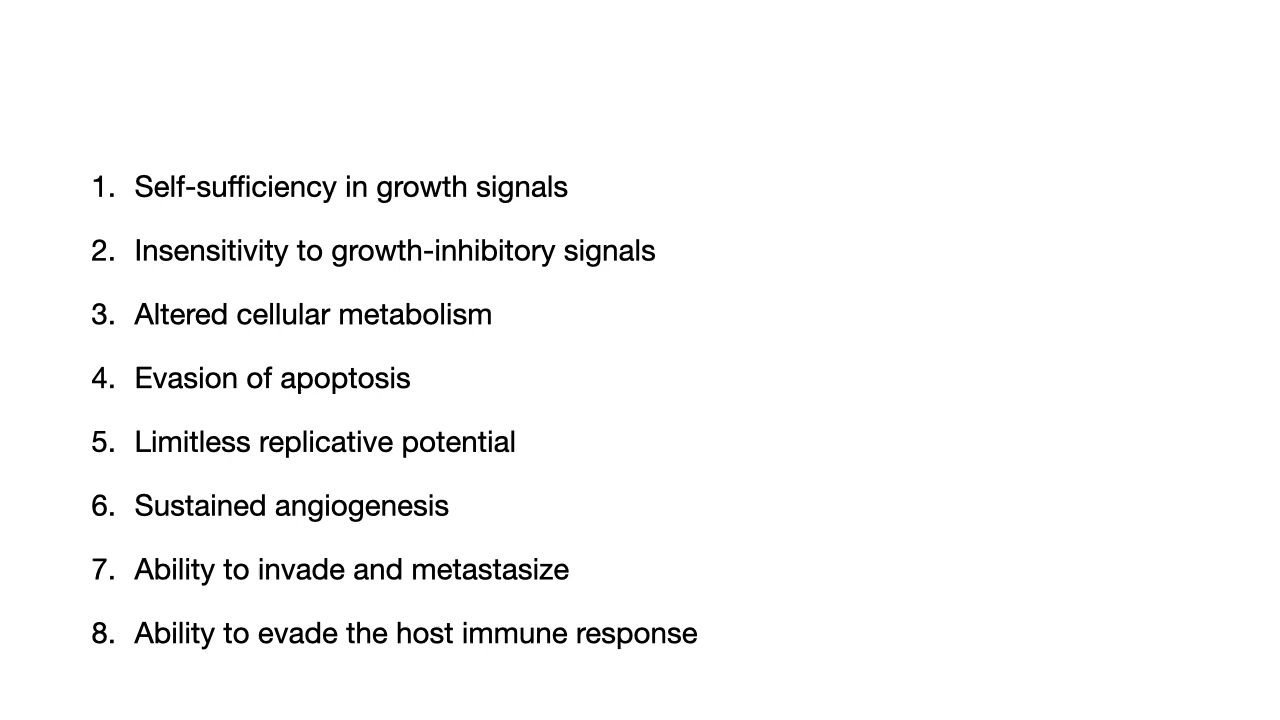 1. Self-sufficiency in growth signals
2. Insensitivity to growth-inhibitory signals
3. Altered cellular metabolism
4. Evasion of apoptosis
5. Limitless replicative potential
6. Sustained angiogenesis
7. Ability to invade and metastasize
8. Ability to evade the host immune response